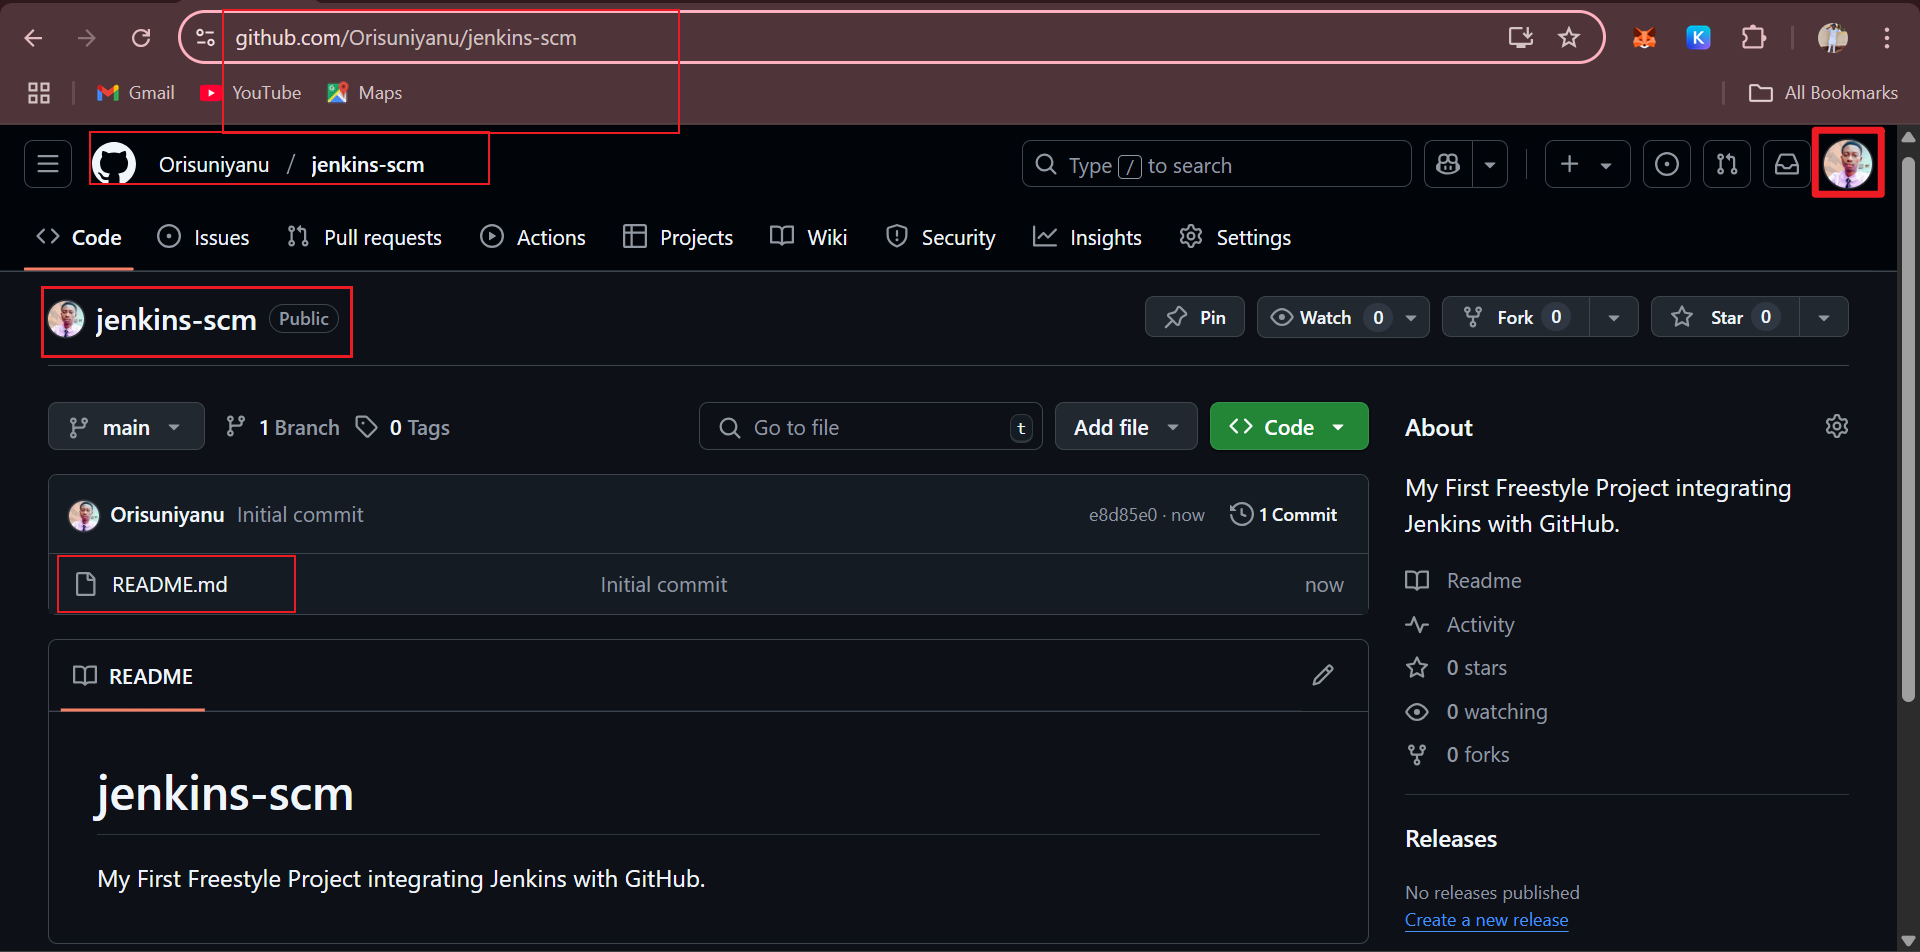 github.com/Orisuniyanu/jenkins-scm
Gmail YouTube Maps All Bookmarks
Orisuniyanu / jenkins-scm Type / to search
Code Issues Pull requests Actions Projects Wiki Security Insights Settings
jenkins-scm Public Pin Watch 0 Fork 0 Star 0
main 1 Branch 0 Tags Go to file t Add file Code
Orisuniyanu Initial commit e8d85e0 · now 1 Commit
README.md Initial commit now
README
jenkins-scm
My First Freestyle Project integrating Jenkins with GitHub.
About
My First Freestyle Project integrating
Jenkins with GitHub.
Readme
Activity
0 stars
0 watching
0 forks
Releases
No releases published
Create a new release